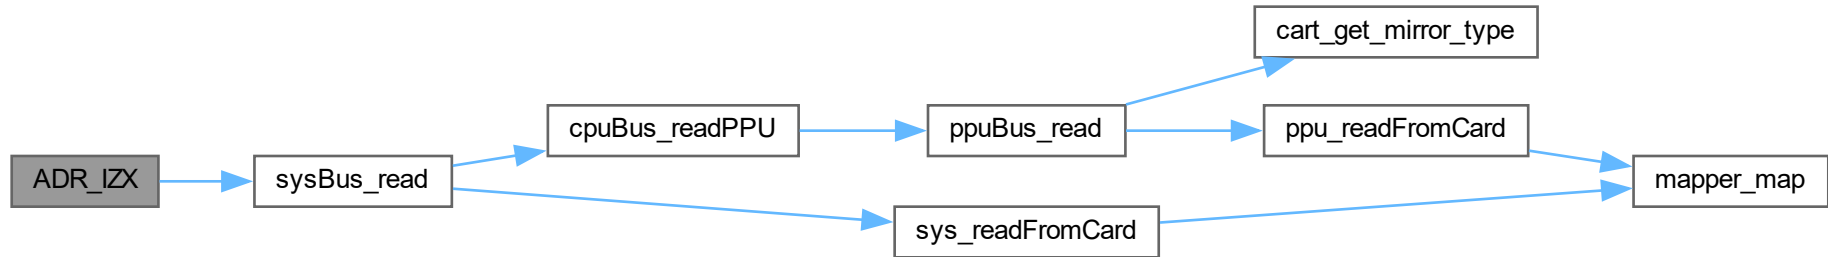 cart_get_mirror_type
cpuBus_readPPU
ppuBus_read
ppu_readFromCard
ADR_IZX
sysBus_read
mapper_map
sys_readFromCard